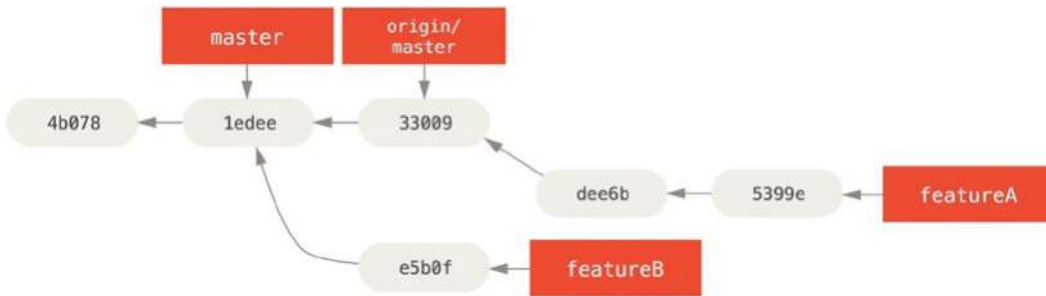 master
origin/
master
4b078
1edee
33009
dee6b
5399e
featureA
e5b0f
featureB